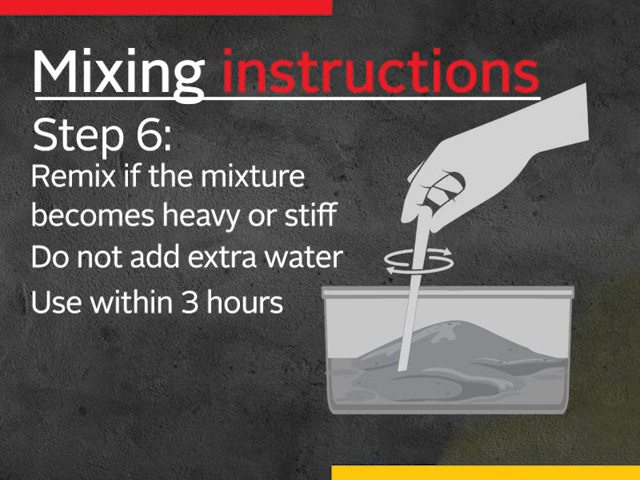 Mixing instructions
Step 6:
Remix if the mixture
becomes heavy or stiff
Do not add extra water
Use within 3 hours